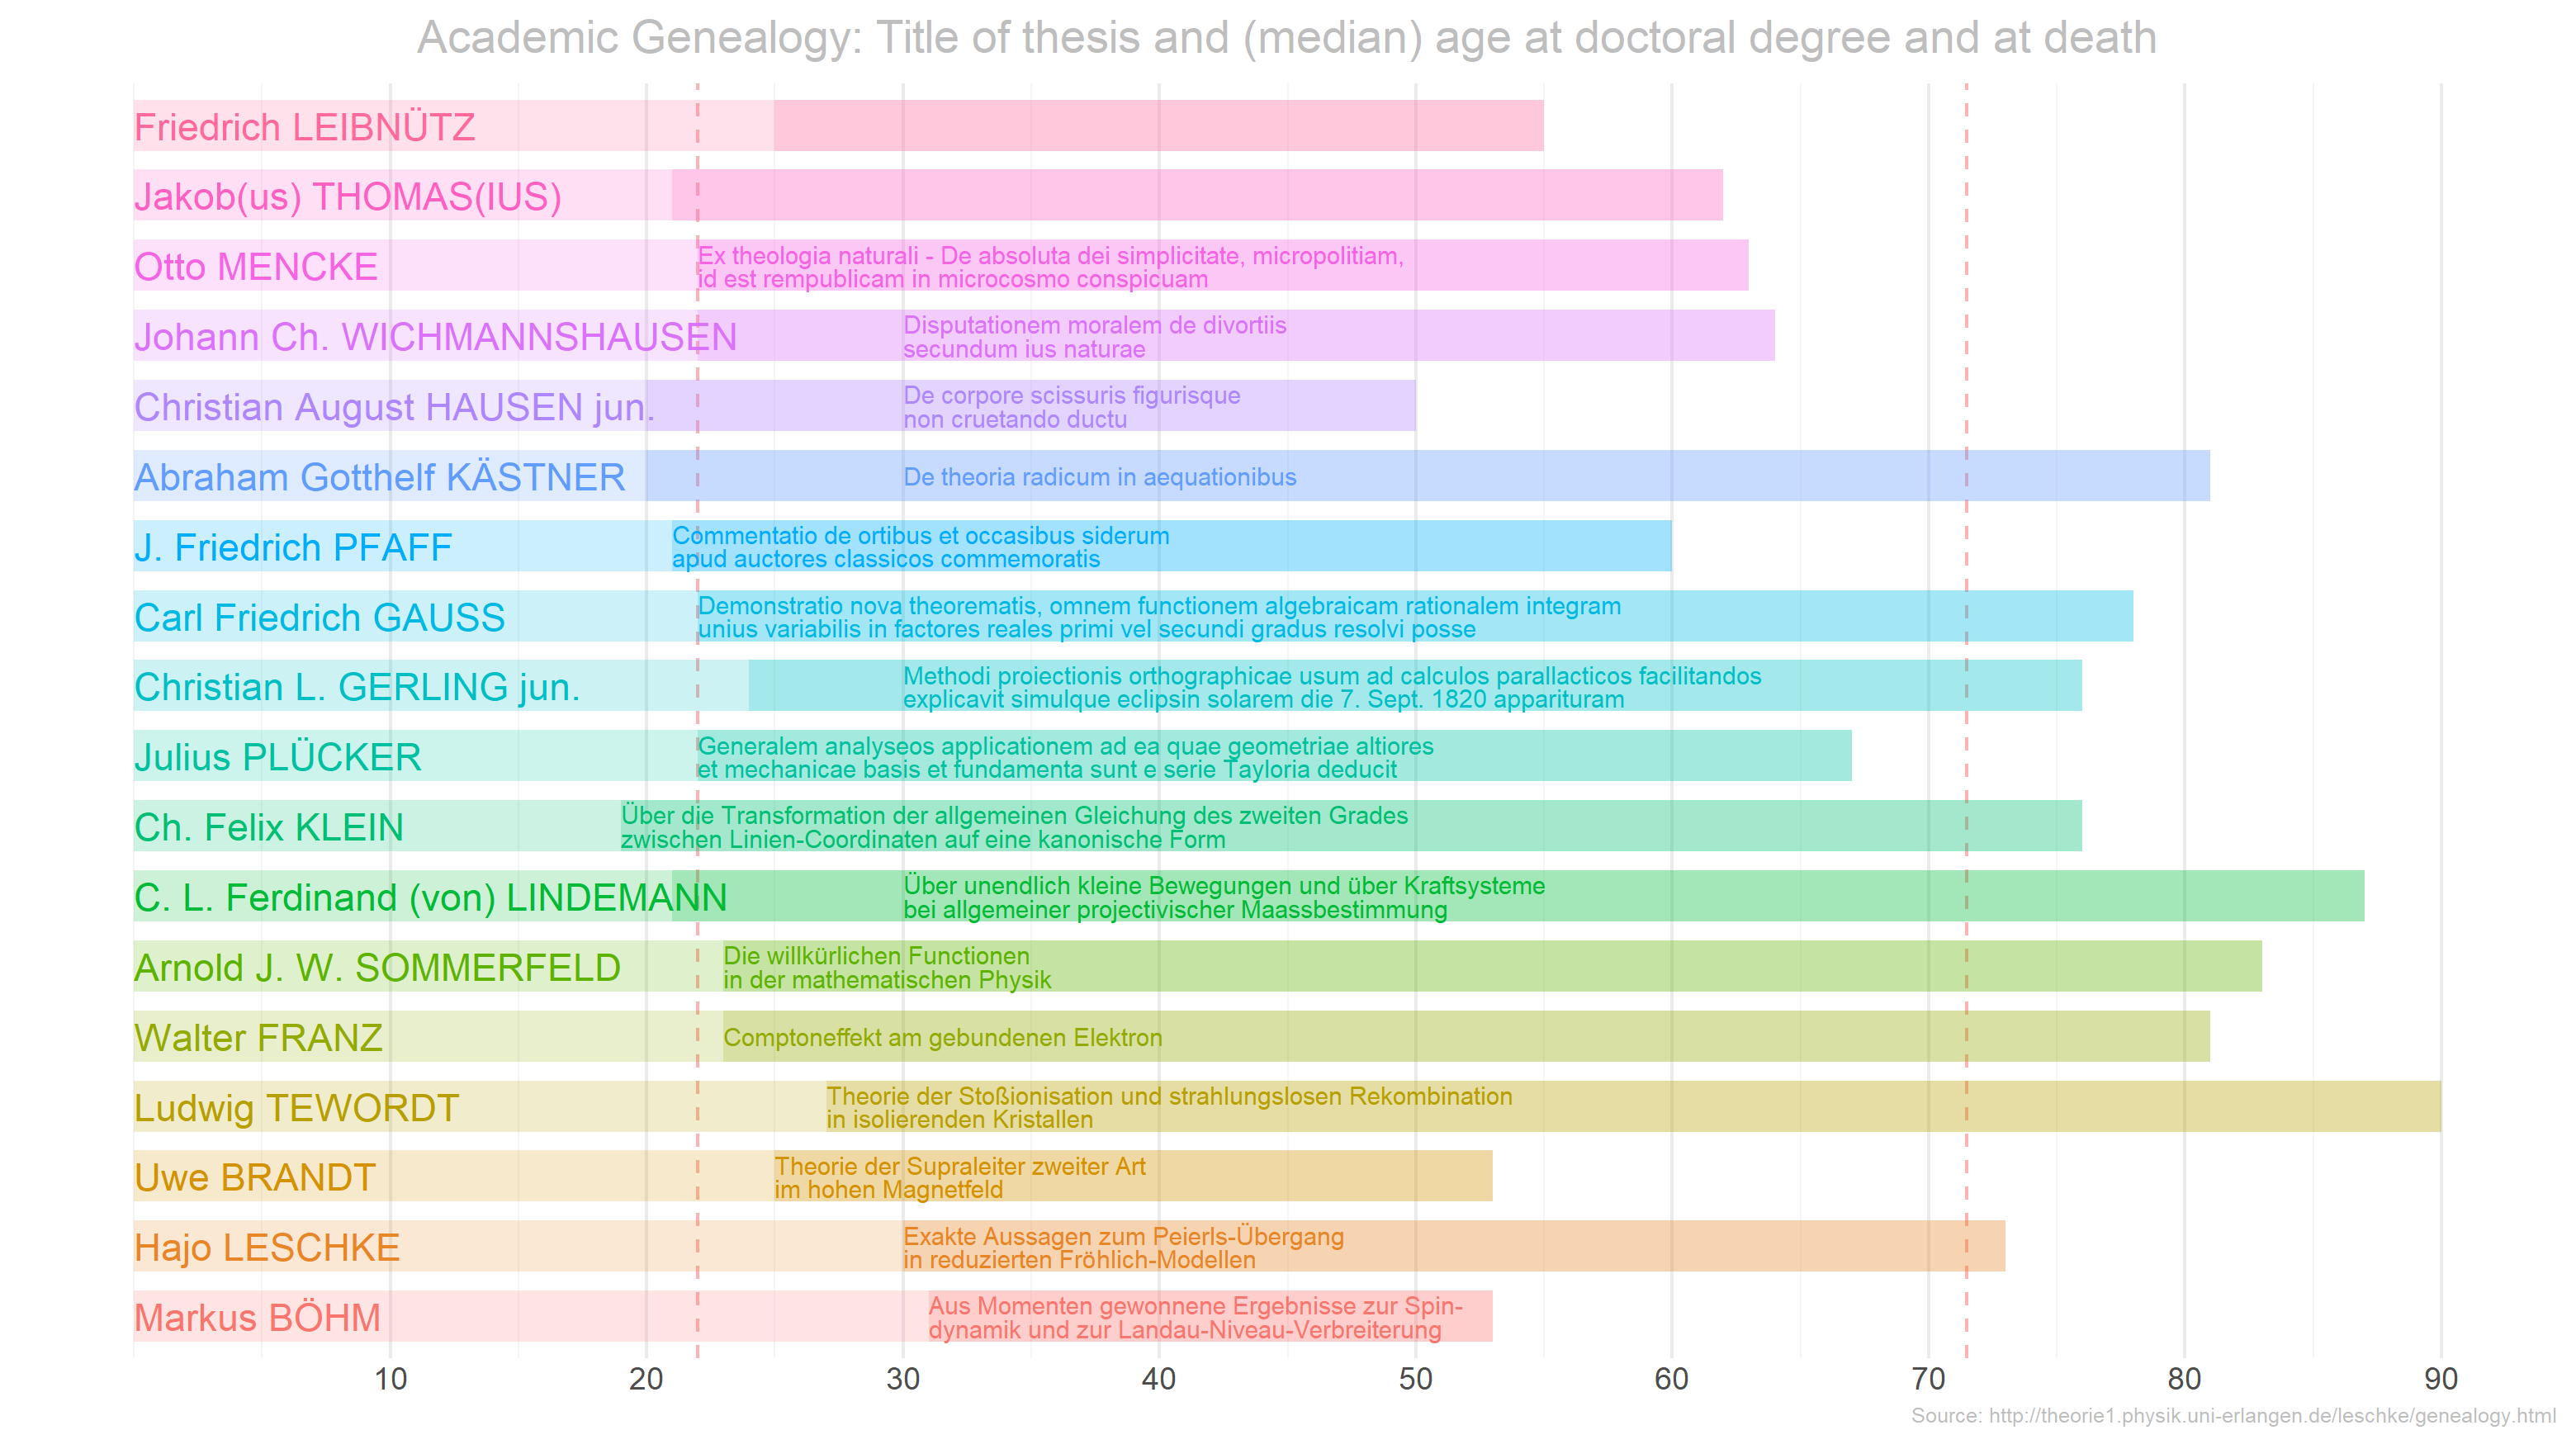 Academic Genealogy: Title of thesis and (median) age at doctoral degree and at death
Friedrich LEIBNÜTZ
Jakob(us) THOMAS(IUS)
Otto MENCKE
Ex theologia naturali - De absoluta dei simplicitate, micropolitiam,
id est rempublicam in microcosmo conspicuam
Johann Ch. WICHMANNSHAUSEN
Disputationem moralem de divortiis
secundum ius naturae
Christian August HAUSEN jun.
De corpore scissuris figurisque
non cruetando ductu
Abraham Gotthelf KÄSTNER
De theoria radicum in aequationibus
J. Friedrich PFAFF
Commentatio de ortibus et occasibus siderum
apud auctores classicos commemoratis
Carl Friedrich GAUSS
Demonstratio nova theorematis, omnem functionem algebraicam rationalem integram
unius variabilis in factores reales primi vel secundi gradus resolvi posse
Christian L. GERLING jun.
Methodi proiectionis orthographicae usum ad calculos parallacticos facilitandos
explicavit simulque eclipsin solarem die 7. Sept. 1820 apparituram
Julius PLÜCKER
Generalem analyseos applicationem ad ea quae geometriae altiores
et mechanicae basis et fundamenta sunt e serie Tayloria deducit
Ch. Felix KLEIN
Über die Transformation der allgemeinen Gleichung des zweiten Grades
zwischen Linien-Coordinaten auf eine kanonische Form
C. L. Ferdinand (von) LINDEMANN
Über unendlich kleine Bewegungen und über Kraftsysteme
bei allgemeiner projectivischer Maassbestimmung
Arnold J. W. SOMMERFELD
Die willkürlichen Functionen
in der mathematischen Physik
Walter FRANZ
Comptoneffekt am gebundenen Elektron
Ludwig TEWORDT
Theorie der Stoßionisation und strahlungslosen Rekombination
in isolierenden Kristallen
Uwe BRANDT
Theorie der Supraleiter zweiter Art
im hohen Magnetfeld
Hajo LESCHKE
Exakte Aussagen zum Peierls-Übergang
in reduzierten Fröhlich-Modellen
Markus BÖHM
Aus Momenten gewonnene Ergebnisse zur Spin-
dynamik und zur Landau-Niveau-Verbreiterung
10 20 30 40 50 60 70 80 90
Source: http://theorie1.physik.uni-erlangen.de/leschke/genealogy.html